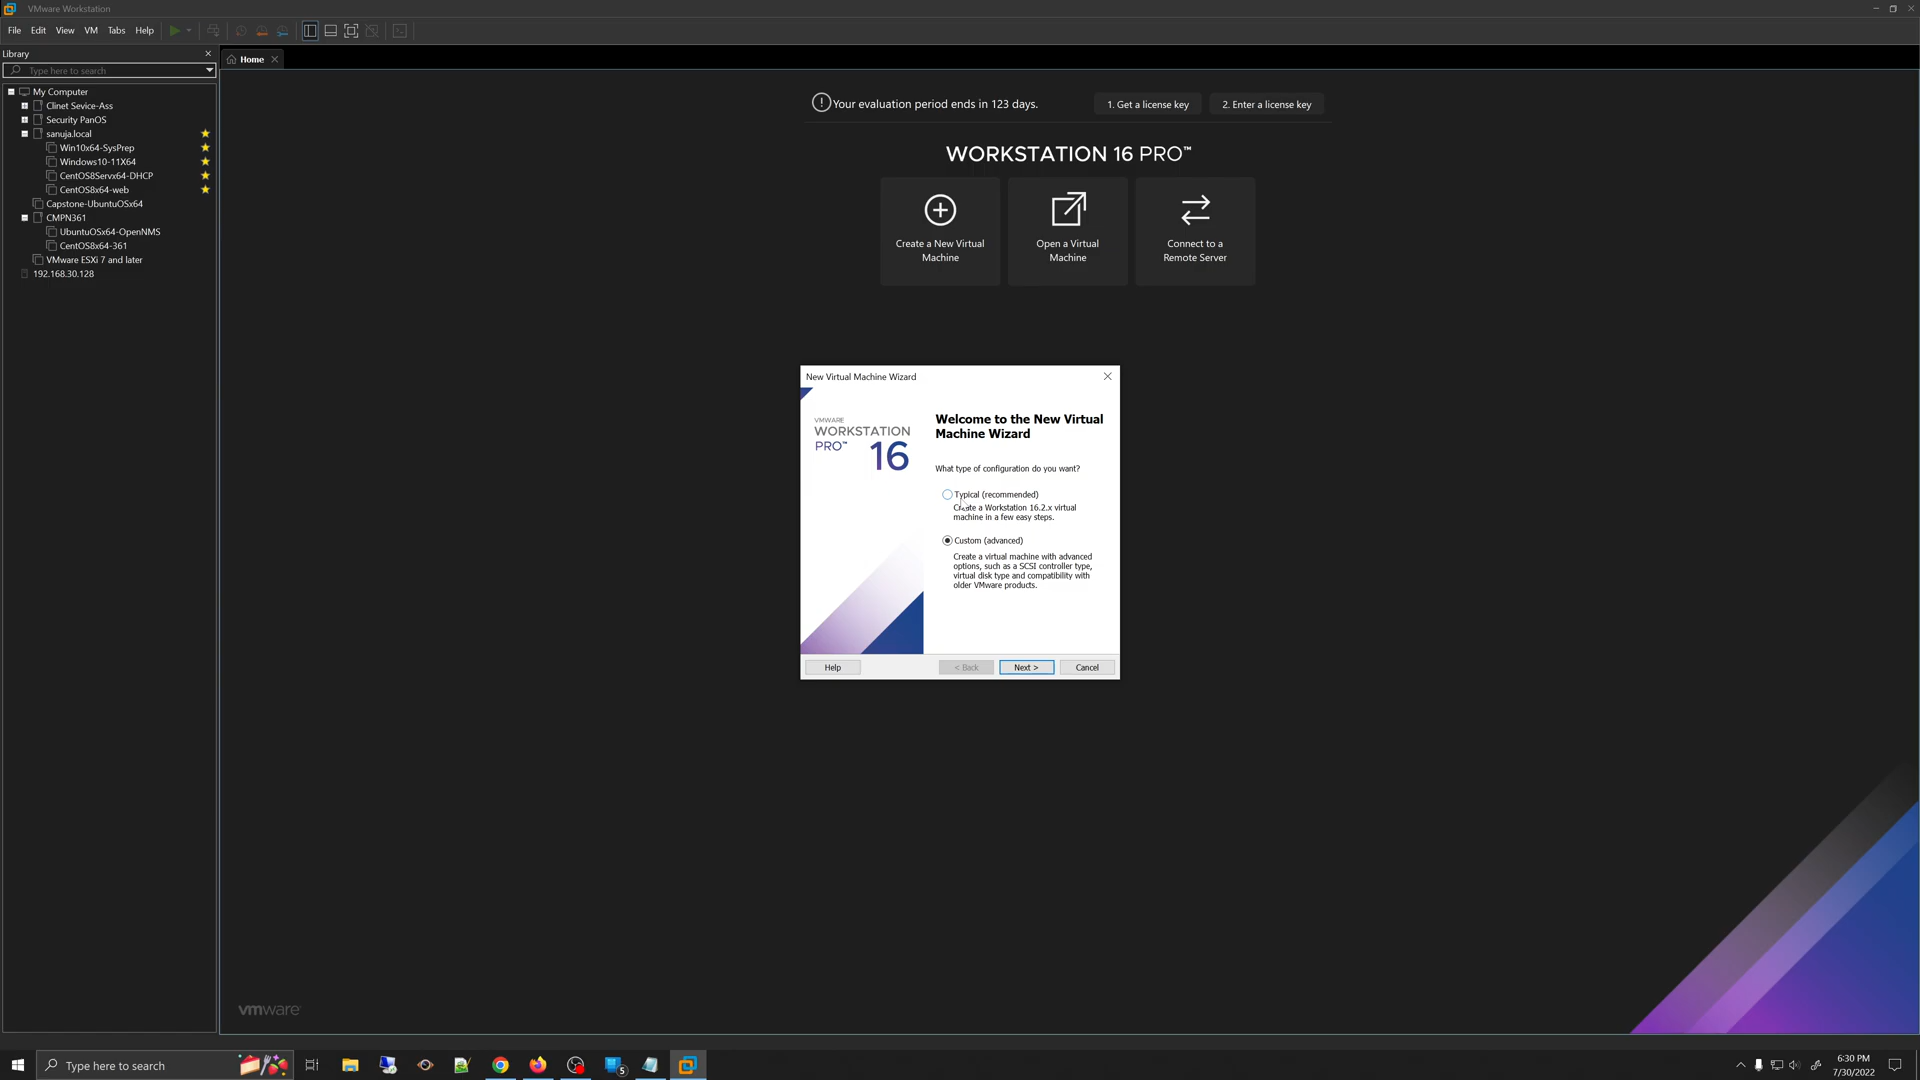 VMware Workstation
File Edit View VM Tabs Help
Library
Type here to search
My Computer
Clinet Sevice-Ass
Security PanOS
sanuja.local
Win10x64-SysPrep
Windows10-11X64
CentOS8Servx64-DHCP
CentOS8x64-web
Capstone-UbuntuOSx64
CMPN361
UbuntuOSx64-OpenNMS
CentOS8x64-361
VMware ESXi 7 and later
192.168.30.128
Home
Your evaluation period ends in 123 days.
1. Get a license key
2. Enter a license key
WORKSTATION 16 PRO™
Create a New Virtual
Machine
Open a Virtual
Machine
Connect to a
Remote Server
New Virtual Machine Wizard
VMWARE
WORKSTATION
PRO™ 16
Welcome to the New Virtual
Machine Wizard
What type of configuration do you want?
Typical (recommended)
Create a Workstation 16.2.x virtual
machine in a few easy steps.
Custom (advanced)
Create a virtual machine with advanced
options, such as a SCSI controller type,
virtual disk type and compatibility with
older VMware products.
Help
< Back
Next >
Cancel
vmware
Type here to search
5
6:30 PM
7/30/2022